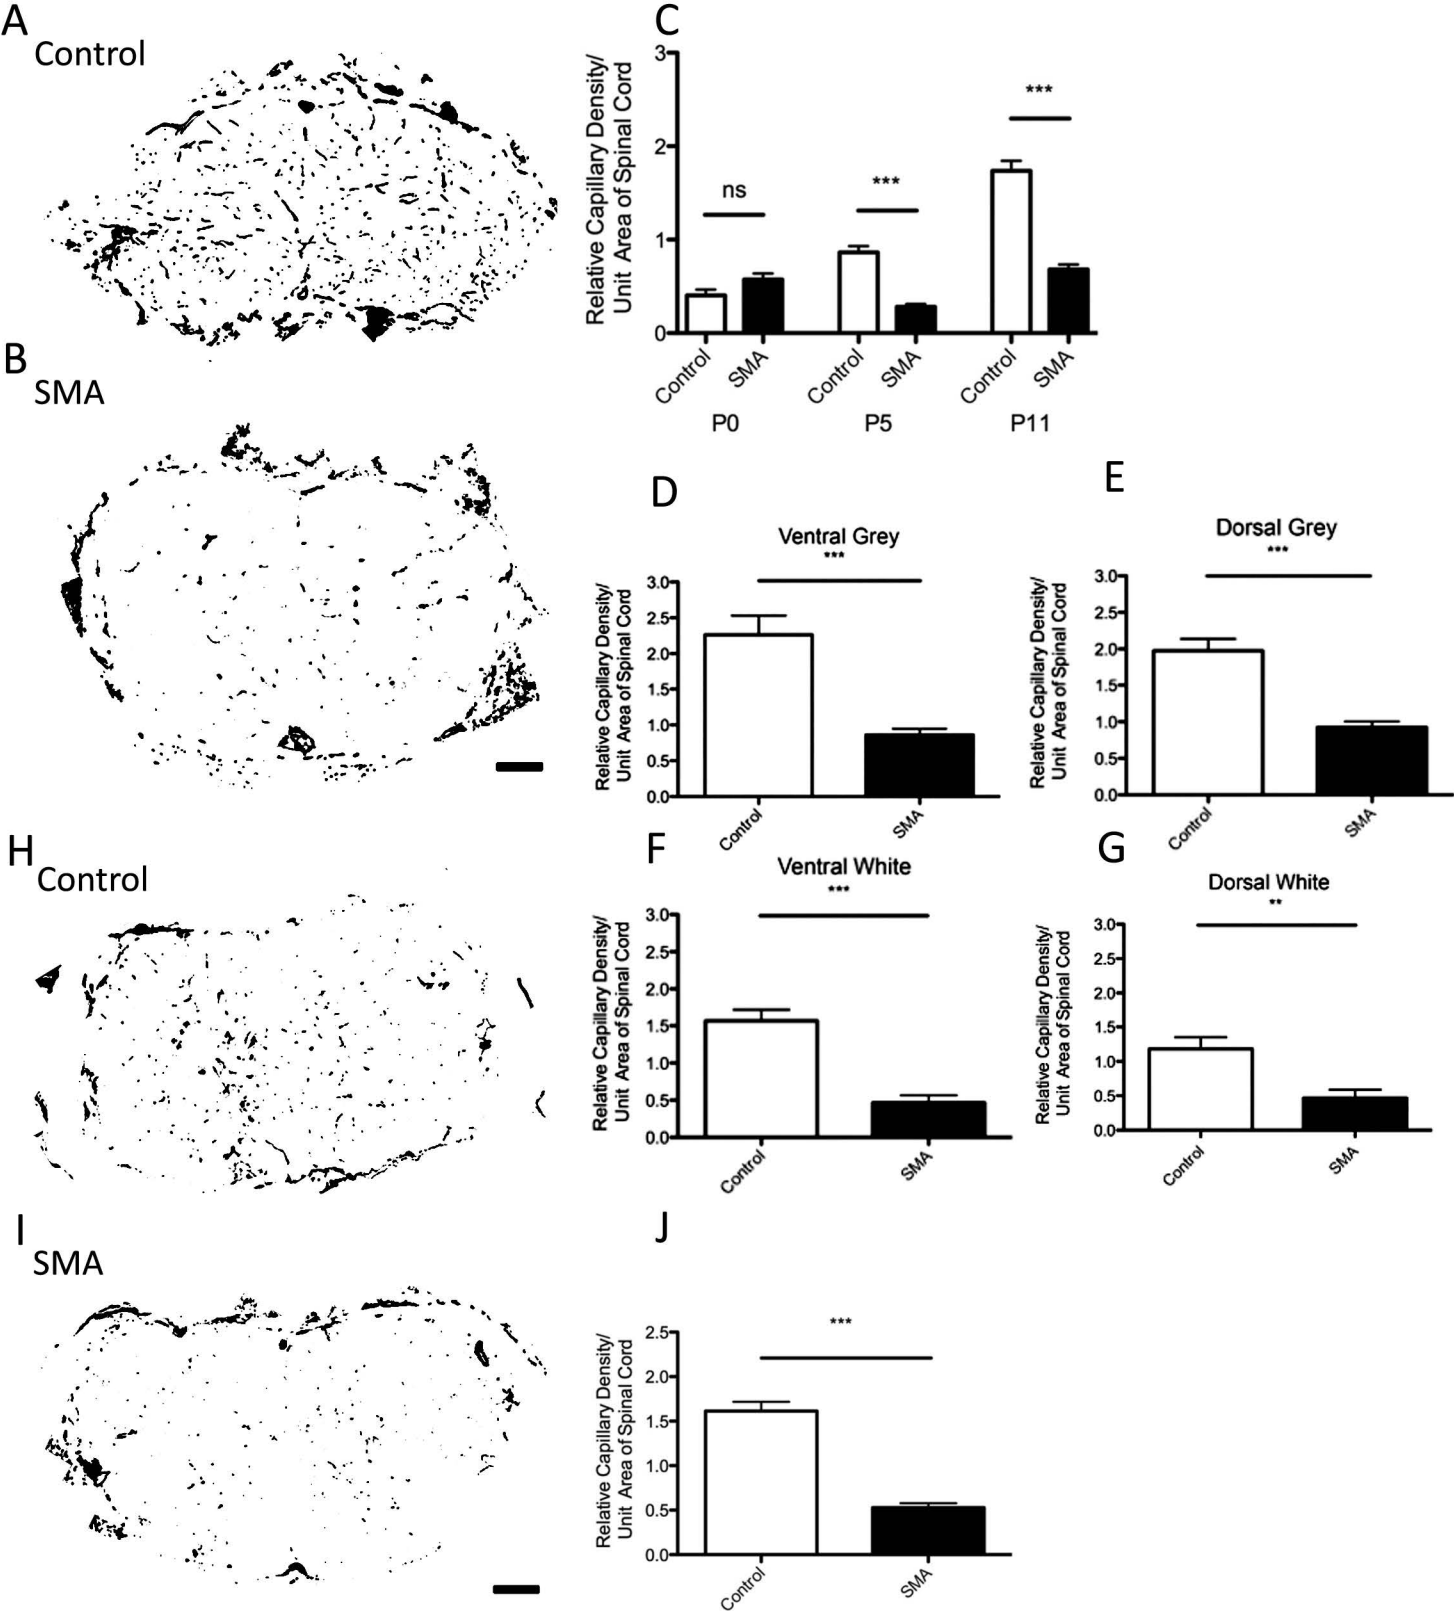 A
Control
B
SMA
C
Relative Capillary Density/
Unit Area of Spinal Cord
3
2
1
0
ns
***
***
Control
SMA
Control
SMA
Control
SMA
P0
P5
P11
D
Ventral Grey
***
Relative Capillary Density/
Unit Area of Spinal Cord
3.0
2.5
2.0
1.5
1.0
0.5
0.0
Control
SMA
E
Dorsal Grey
***
Relative Capillary Density/
Unit Area of Spinal Cord
3.0
2.5
2.0
1.5
1.0
0.5
0.0
Control
SMA
H
Control
F
Ventral White
***
Relative Capillary Density/
Unit Area of Spinal Cord
3.0
2.5
2.0
1.5
1.0
0.5
0.0
Control
SMA
G
Dorsal White
**
Relative Capillary Density/
Unit Area of Spinal Cord
3.0
2.5
2.0
1.5
1.0
0.5
0.0
Control
SMA
I
SMA
J
***
Relative Capillary Density/
Unit Area of Spinal Cord
2.5
2.0
1.5
1.0
0.5
0.0
Control
SMA